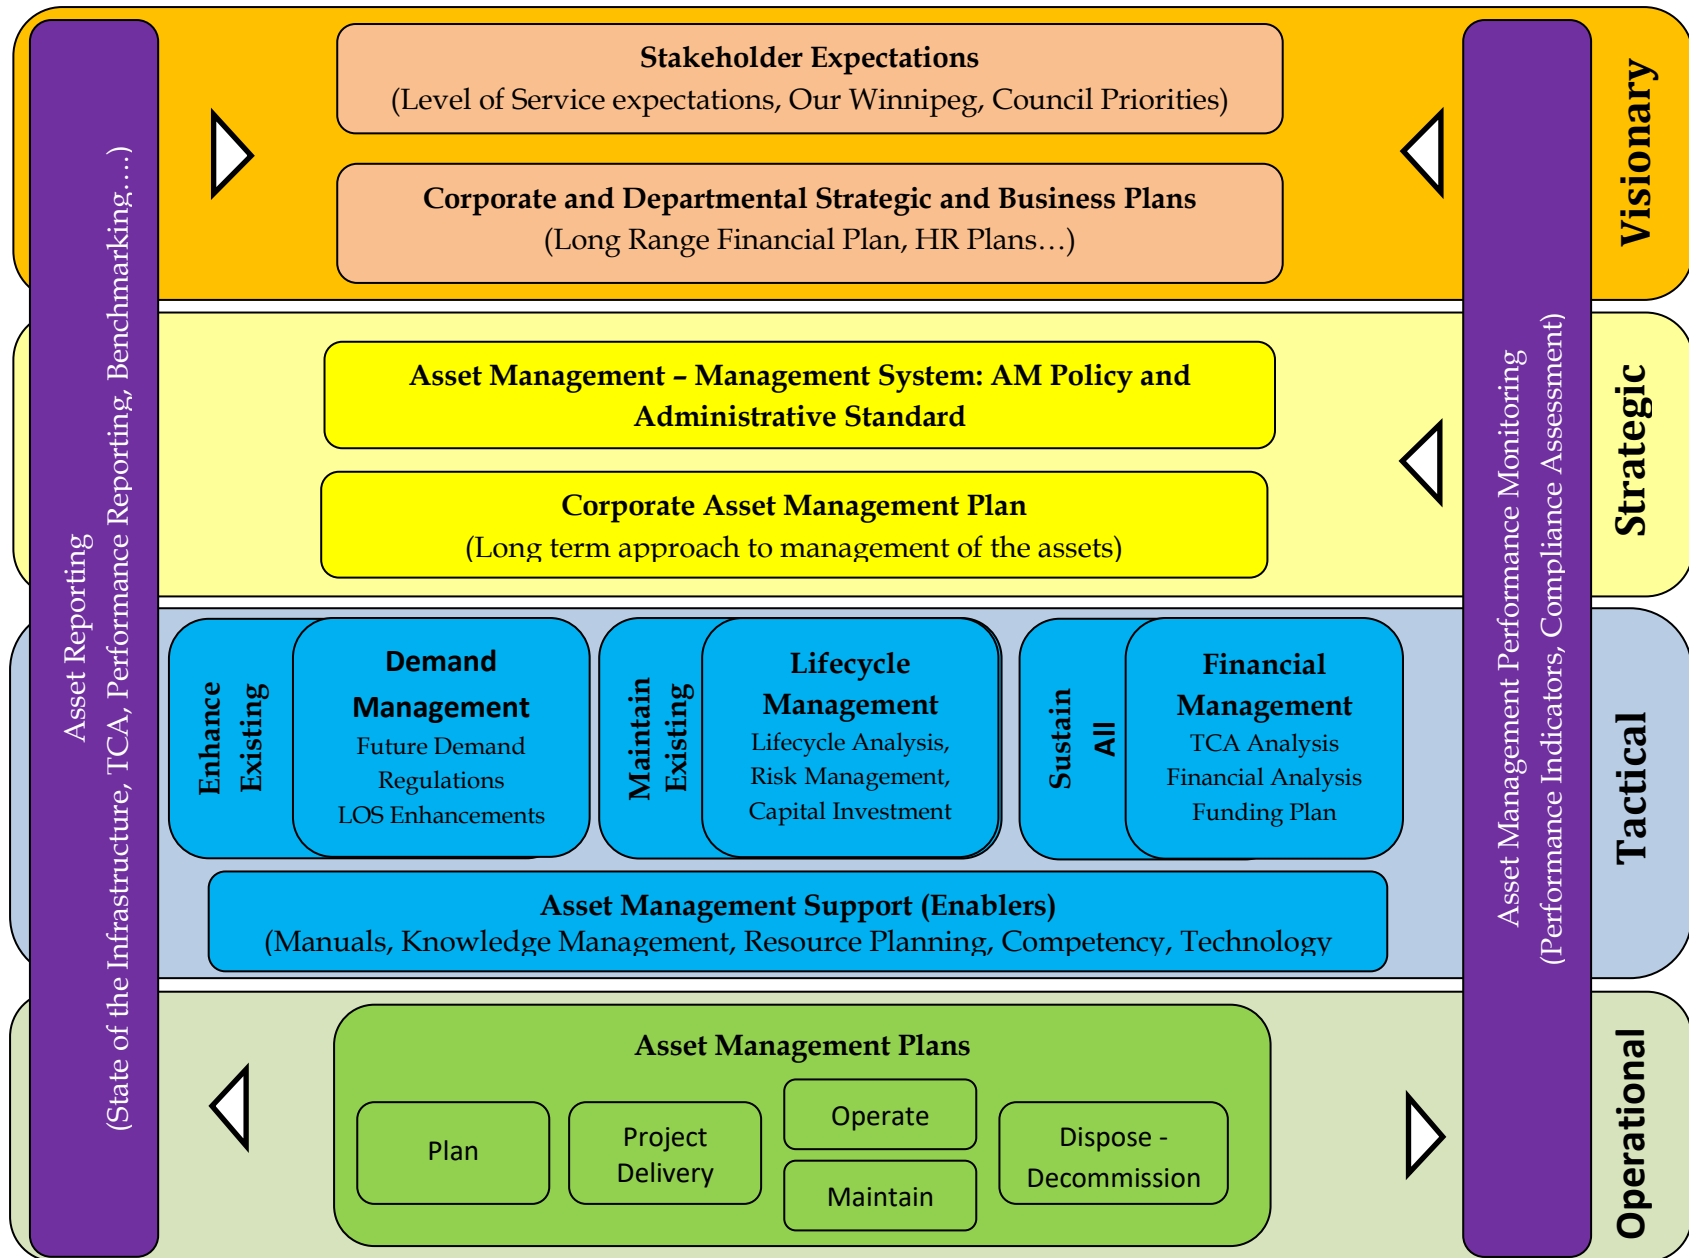 Stakeholder Expectations
(Level of Service expectations, Our Winnipeg, Council Priorities)
Corporate and Departmental Strategic and Business Plans
(Long Range Financial Plan, HR Plans…)
Visionary
Asset Management – Management System: AM Policy and
Administrative Standard
Corporate Asset Management Plan
(Long term approach to management of the assets)
Strategic
Enhance
Existing
Demand
Management
Future Demand
Regulations
LOS Enhancements
Maintain
Existing
Lifecycle
Management
Lifecycle Analysis,
Risk Management,
Capital Investment
Sustain
All
Financial
Management
TCA Analysis
Financial Analysis
Funding Plan
Asset Management Support (Enablers)
(Manuals, Knowledge Management, Resource Planning, Competency, Technology
Tactical
Asset Management Plans
Plan
Project
Delivery
Operate
Maintain
Dispose -
Decommission
Operational
Asset Reporting
(State of the Infrastructure, TCA, Performance Reporting, Benchmarking….)
Asset Management Performance Monitoring
(Performance Indicators, Compliance Assessment)